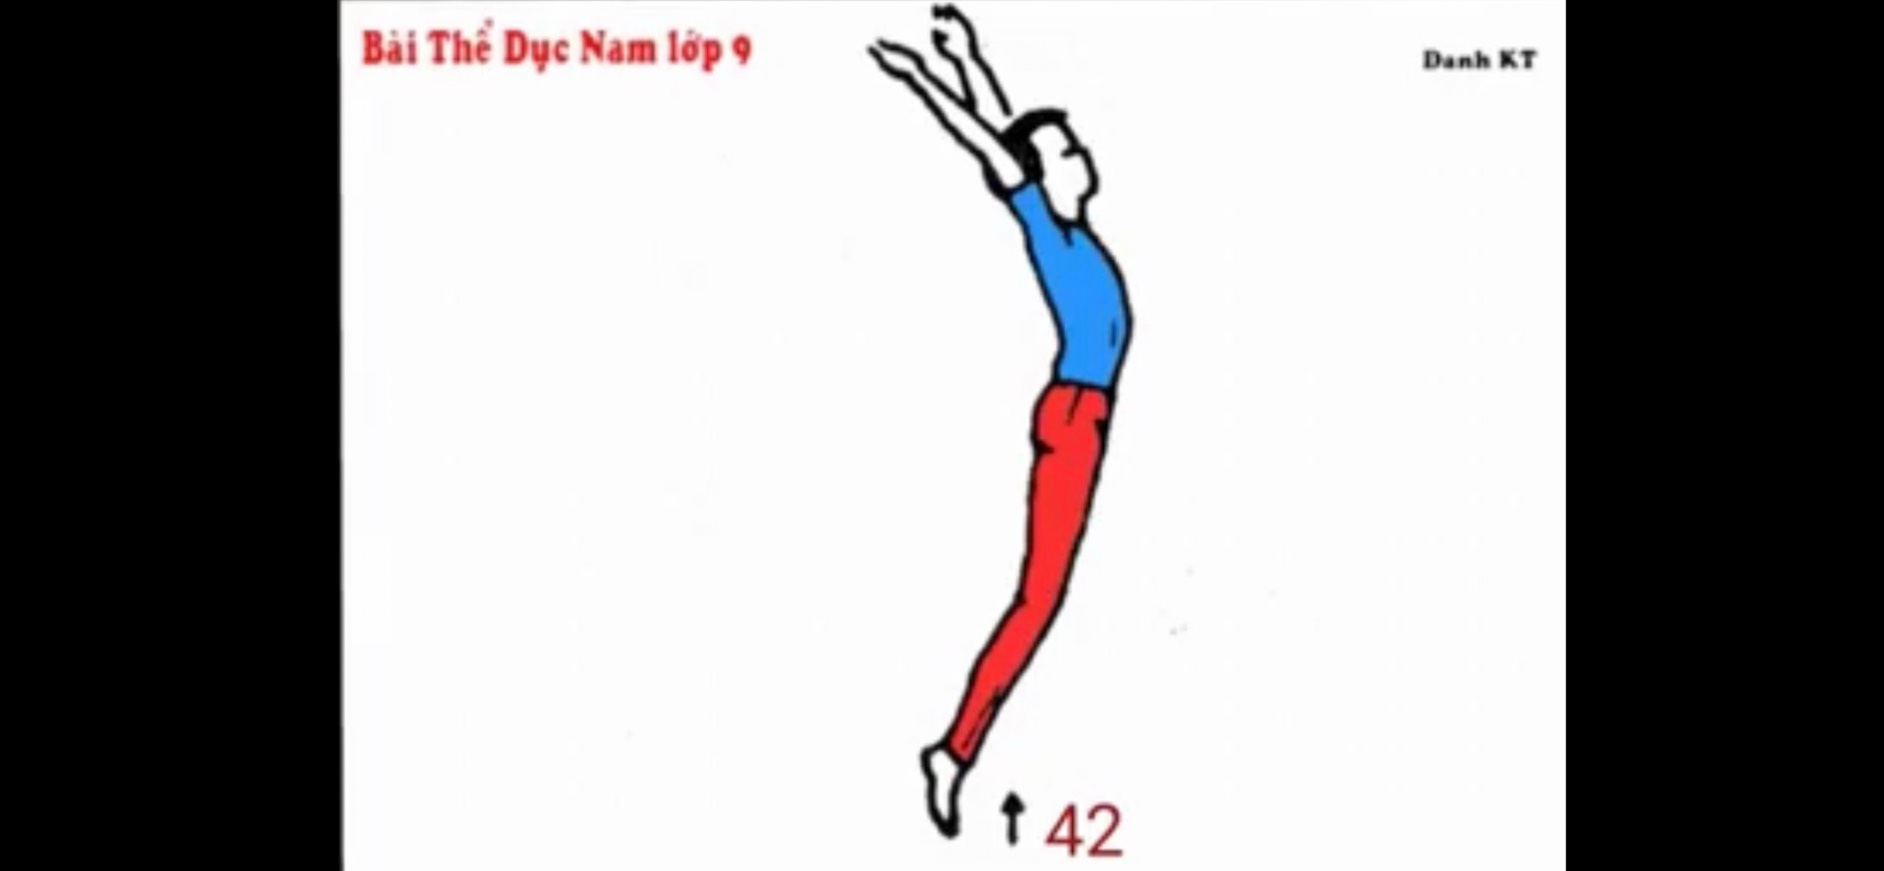 Bài Thể Dục Nam lớp 9
Danh KT
42